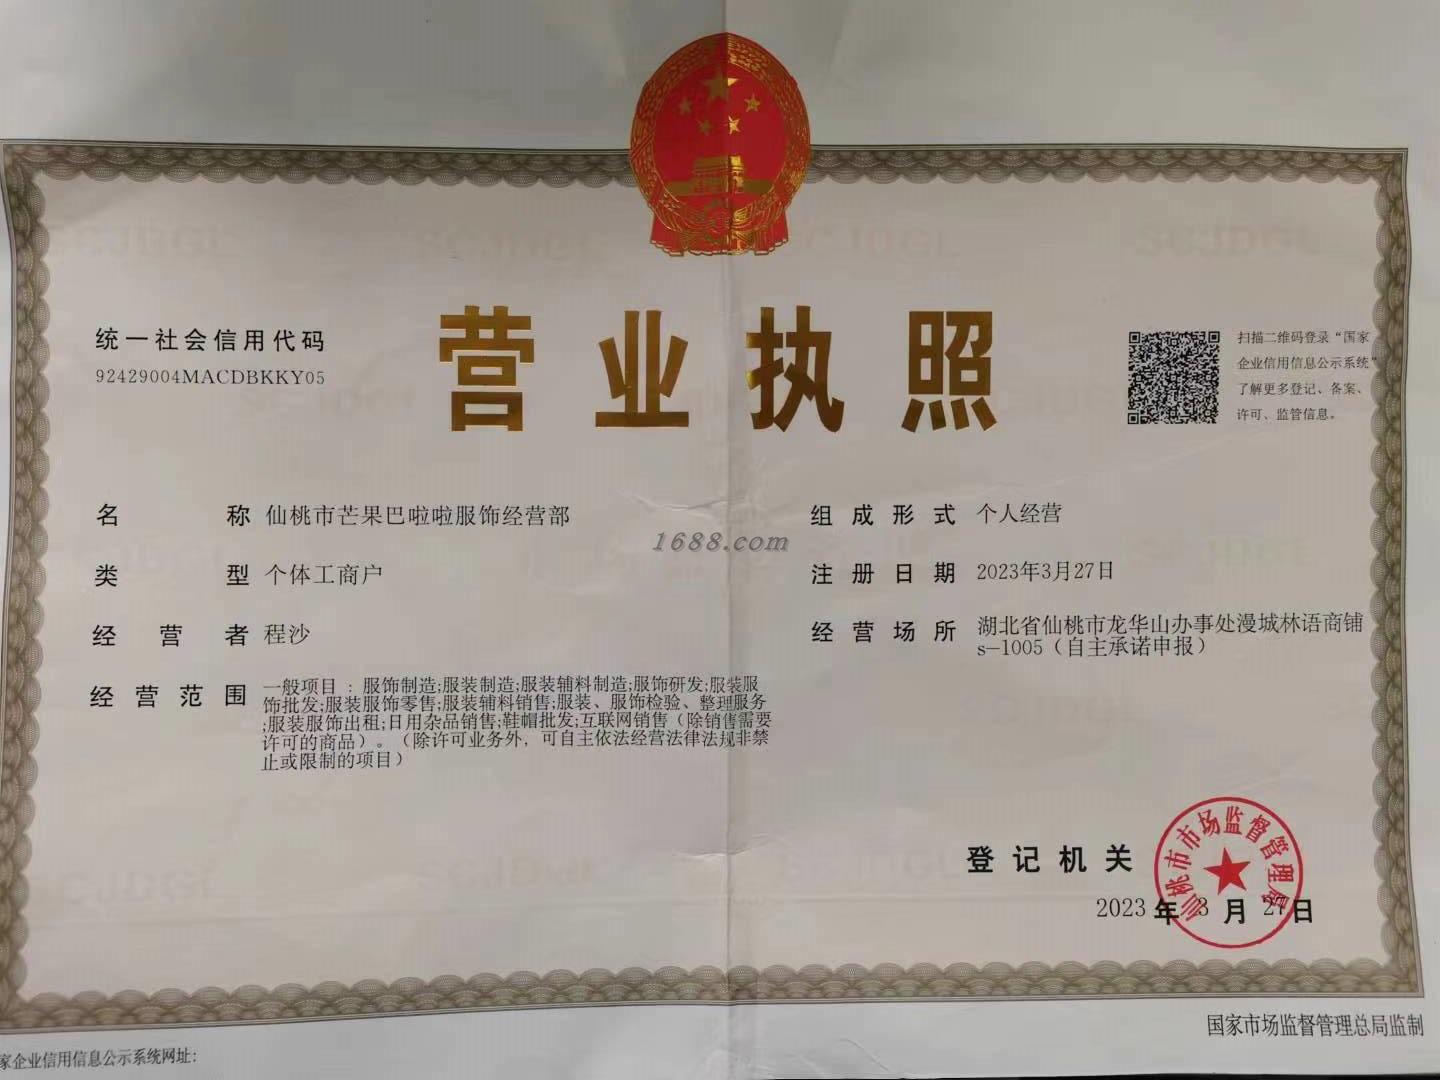 营业执照
统一社会信用代码
92429004MACDBKKY05
扫描二维码登录“国家
企业信用信息公示系统”
了解更多登记、备案、
许可、监管信息。
名称 仙桃市芒果巴啦啦服饰经营部
类型 个体工商户
经营者 程沙
经营范围 一般项目：服饰制造;服装制造;服装辅料制造;服饰研发;服装服
饰批发;服装服饰零售;服装辅料销售;服装、服饰检验、整理服务
;服装服饰出租;日用杂品销售;鞋帽批发;互联网销售（除销售需要
许可的商品）。（除许可业务外，可自主依法经营法律法规非禁
止或限制的项目）
组成形式 个人经营
注册日期 2023年3月27日
经营场所 湖北省仙桃市龙华山办事处漫城林语商铺
s-1005（自主承诺申报）
1688.com
登记机关
仙桃市市场监督管理局
2023年3月27日
家企业信用信息公示系统网址：
国家市场监督管理总局监制